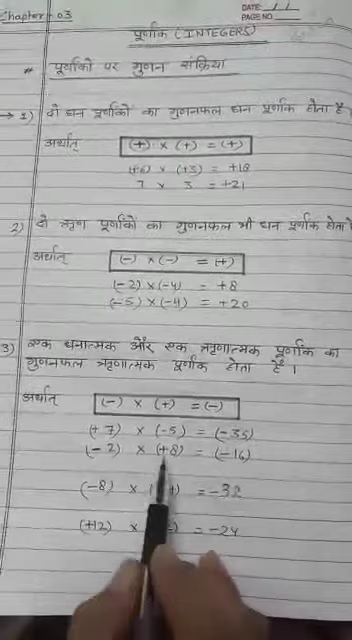 Chapter - 03
DATE: / /
PAGE NO
पूर्णांक (INTEGERS)
* पूर्णांकों पर गुणन संक्रिया
→ 1) दो धन पूर्णांकों का गुणनफल धन पूर्णांक होता है।
अर्थात् (+) × (+) = (+)
(+6) × (+3) = +18
7 × 3 = +21
2) दो ऋण पूर्णांकों का गुणनफल भी धन पूर्णांक होता है
अर्थात् (-) × (-) = (+)
(-2) × (-4) = +8
(-5) × (-4) = +20
3) एक धनात्मक और एक ऋणात्मक पूर्णांक का
गुणनफल ऋणात्मक पूर्णांक होता है।
अर्थात् (-) × (+) = (-)
(+7) × (-5) = (-35)
(-2) × (+8) = (-16)
(-8) × = -32
(+12) × = -24